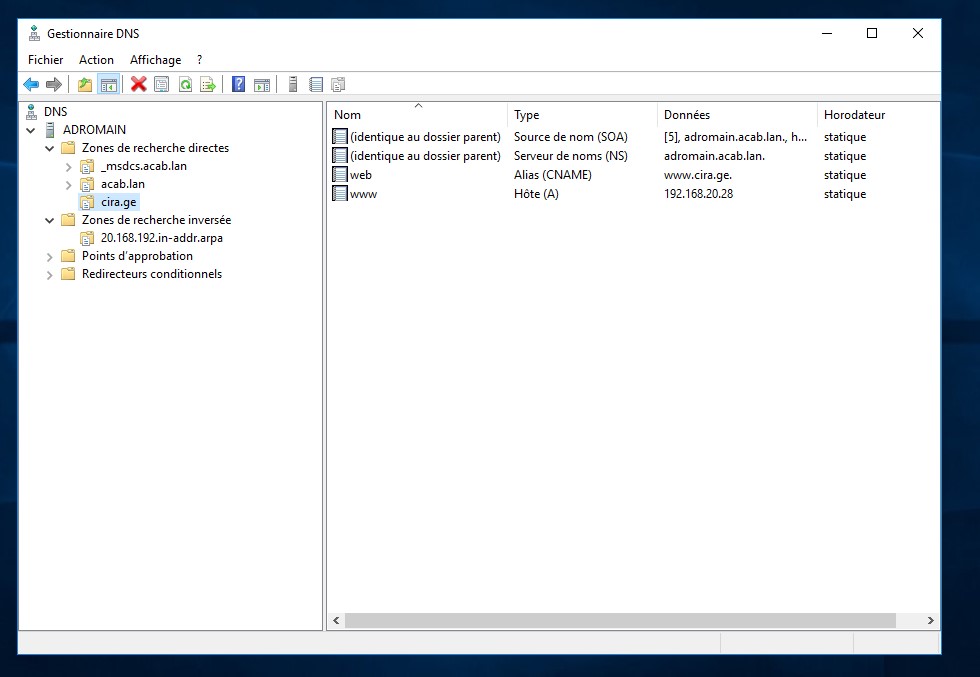 Gestionnaire DNS
Fichier Action Affichage ?
DNS
ADROMAIN
Zones de recherche directes
_msdcs.acab.lan
acab.lan
cira.ge
Zones de recherche inversée
20.168.192.in-addr.arpa
Points d'approbation
Redirecteurs conditionnels
Nom Type Données Horodateur
(identique au dossier parent) Source de nom (SOA) [5], adromain.acab.lan., h... statique
(identique au dossier parent) Serveur de noms (NS) adromain.acab.lan. statique
web Alias (CNAME) www.cira.ge. statique
www Hôte (A) 192.168.20.28 statique